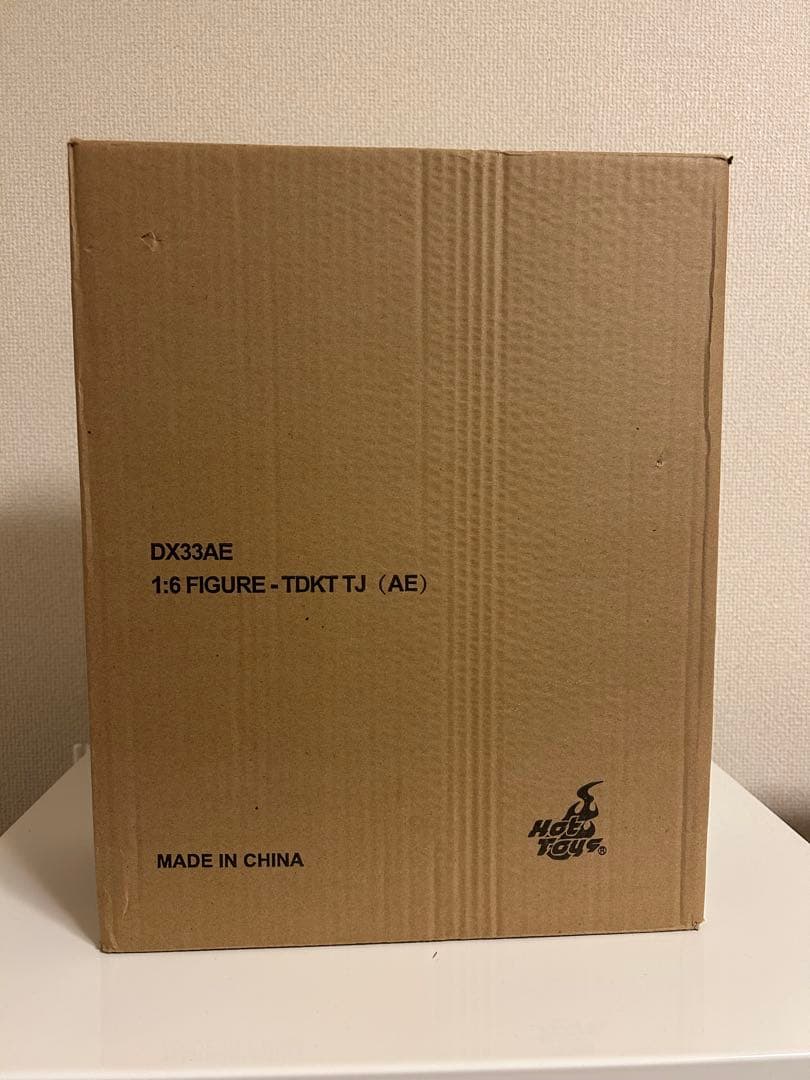 DX33AE
1:6 FIGURE - TDKT TJ（AE）
Hot
Toys®
MADE IN CHINA